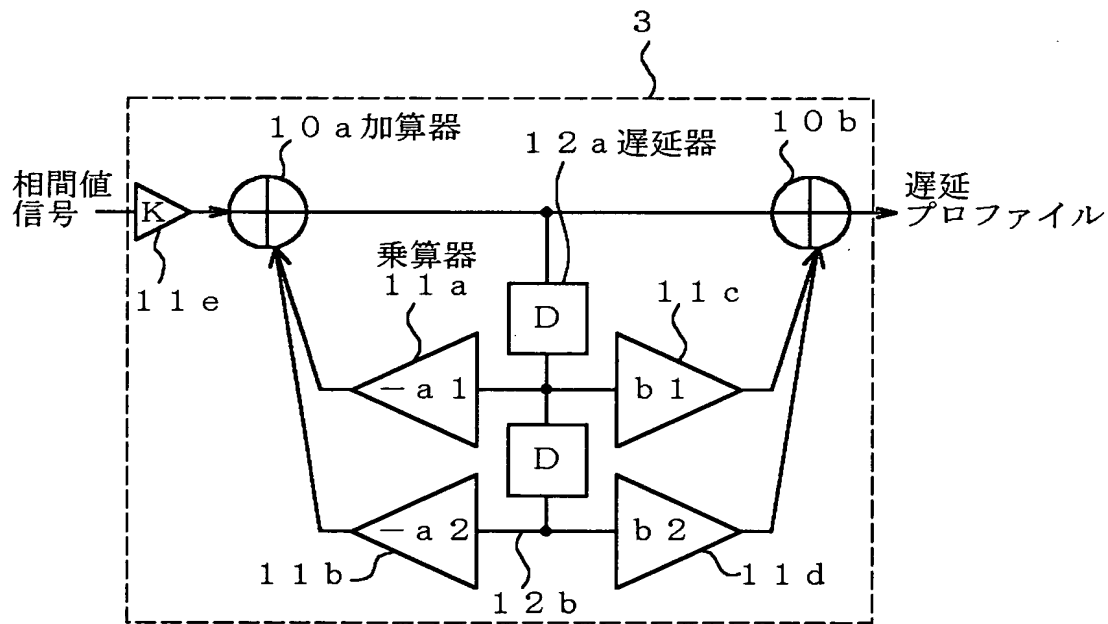 3
10a加算器
12a遅延器
10b
相間値
信号
K
遅延
プロファイル
乗算器
11a
11c
11e
D
-a1
b1
D
-a2
b2
11b
12b
11d